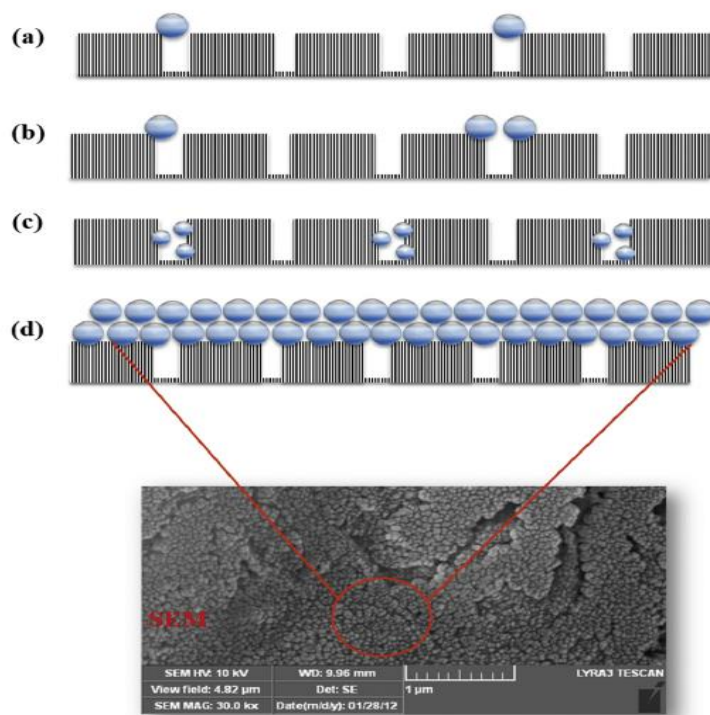 (a)
(b)
(c)
(d)
SEM
SEM HV: 10 kV WD: 9.96 mm LYRA3 TESCAN
View field: 4.82 µm Det: SE 1 µm
SEM MAG: 30.0 kx Date(m/d/y): 01/28/12